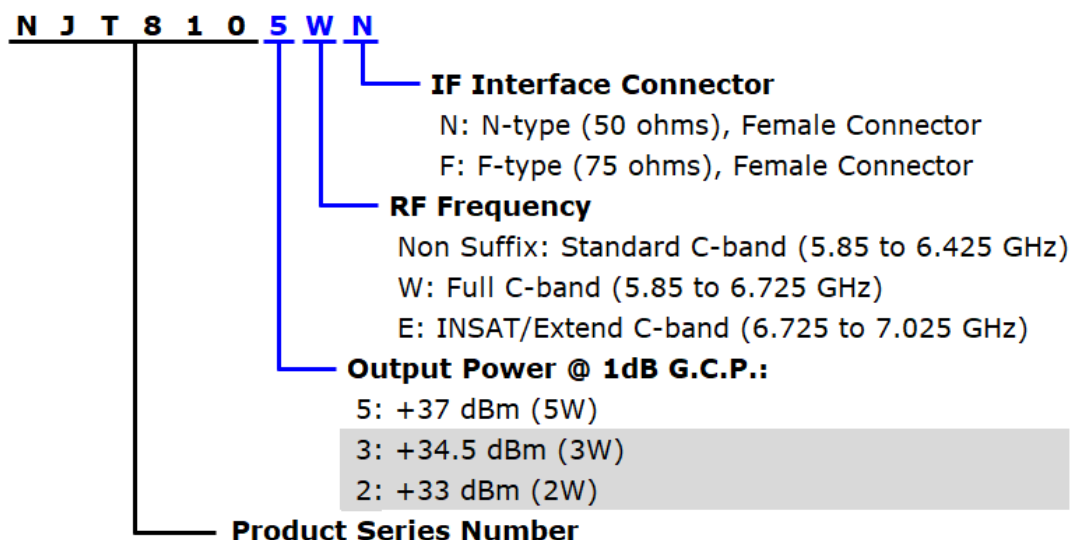 N J T 8 1 0 5 W N
IF Interface Connector
N: N-type (50 ohms), Female Connector
F: F-type (75 ohms), Female Connector
RF Frequency
Non Suffix: Standard C-band (5.85 to 6.425 GHz)
W: Full C-band (5.85 to 6.725 GHz)
E: INSAT/Extend C-band (6.725 to 7.025 GHz)
Output Power @ 1dB G.C.P.:
5: +37 dBm (5W)
3: +34.5 dBm (3W)
2: +33 dBm (2W)
Product Series Number